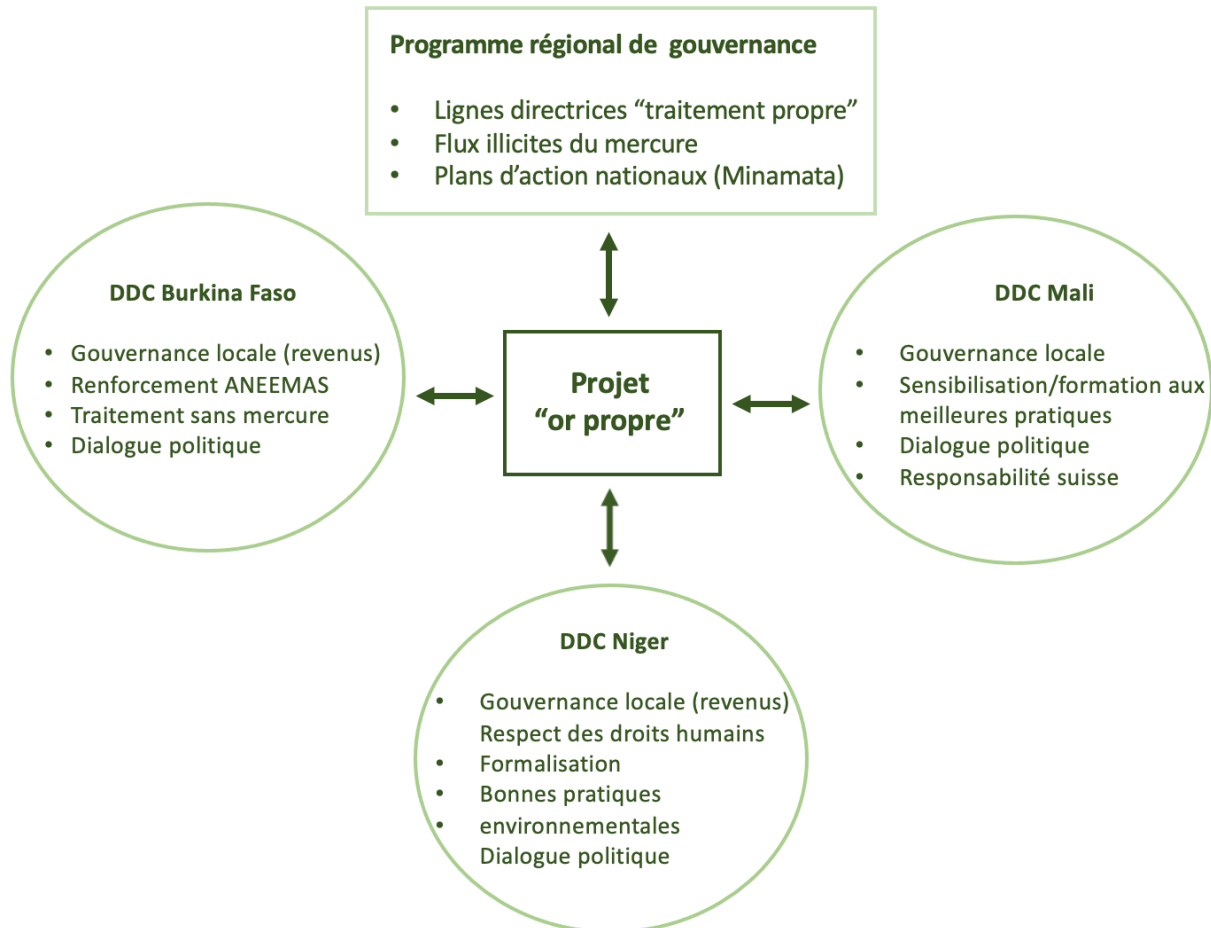 Programme régional de gouvernance
• Lignes directrices “traitement propre”
• Flux illicites du mercure
• Plans d’action nationaux (Minamata)
DDC Burkina Faso
• Gouvernance locale (revenus)
• Renforcement ANEEMAS
• Traitement sans mercure
• Dialogue politique
Projet
“or propre”
DDC Mali
• Gouvernance locale
• Sensibilisation/formation aux
meilleures pratiques
• Dialogue politique
• Responsabilité suisse
DDC Niger
• Gouvernance locale (revenus)
Respect des droits humains
• Formalisation
• Bonnes pratiques
• environnementales
Dialogue politique